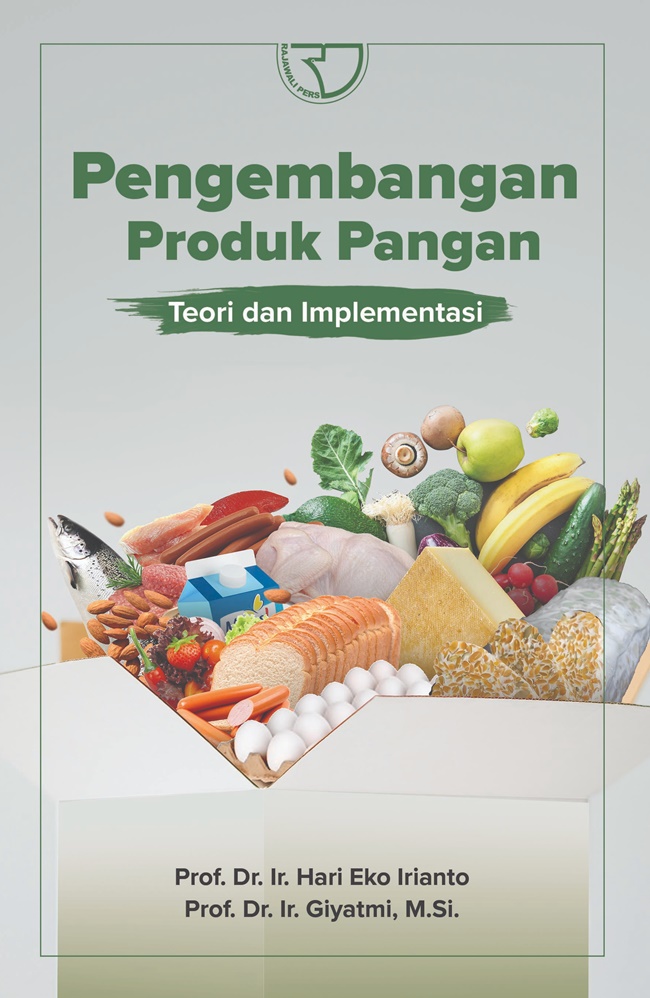 RAJAWALI PERS
Pengembangan
Produk Pangan
Teori dan Implementasi
Prof. Dr. Ir. Hari Eko Irianto
Prof. Dr. Ir. Giyatmi, M.Si.